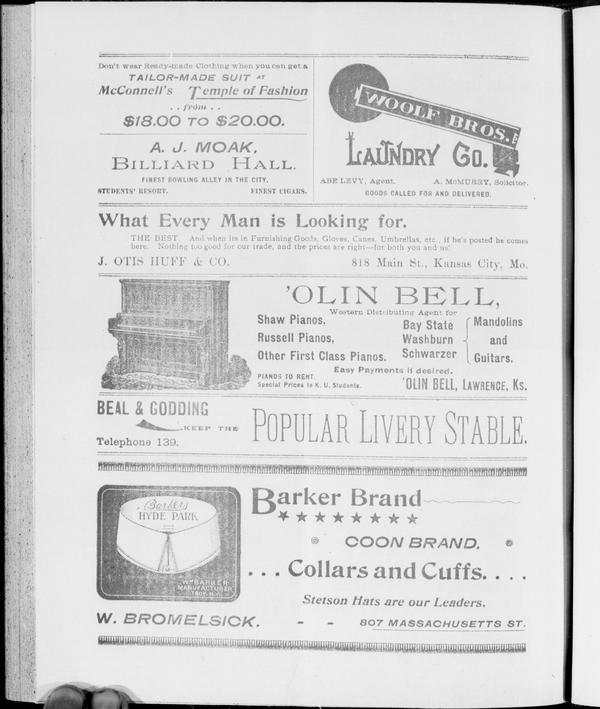 Don't wear Ready-made Clothing when you can get a
TAILOR-MADE SUIT AT
McConnell's Temple of Fashion
. . from . .
$18.00 TO $20.00.
A. J. MOAK,
BILLIARD HALL.
FINEST BOWLING ALLEY IN THE CITY.
STUDENTS' RESORT. FINEST CIGARS.
WOOLF BROS.
LAUNDRY CO.
ABE LEVY, Agent. A. McMURRY, Solicitor.
GOODS CALLED FOR AND DELIVERED.
What Every Man is Looking for.
THE BEST. And when its in Furnishing Goods, Gloves, Canes, Umbrellas, etc., if he's posted he comes
here. Nothing too good for our trade, and the prices are right—for both you and us!
J. OTIS HUFF & CO. 818 Main St., Kansas City, Mo.
'OLIN BELL,
Western Distributing Agent for
Shaw Pianos,
Russell Pianos,
Other First Class Pianos.
Bay State
Washburn
Schwarzer
Mandolins
and
Guitars.
Easy Payments if desired.
PIANOS TO RENT.
Special Prices to K. U. Students.
'OLIN BELL, LAWRENCE, KS.
BEAL & GODDING
KEEP THE
Telephone 139.
POPULAR LIVERY STABLE.
Barker's
HYDE PARK
WM BARKER
MANUFACTURER
TROY, N.Y.
Barker Brand
COON BRAND,
. . . Collars and Cuffs. . . .
Stetson Hats are our Leaders.
W. BROMELSICK. - - 807 MASSACHUSETTS ST.